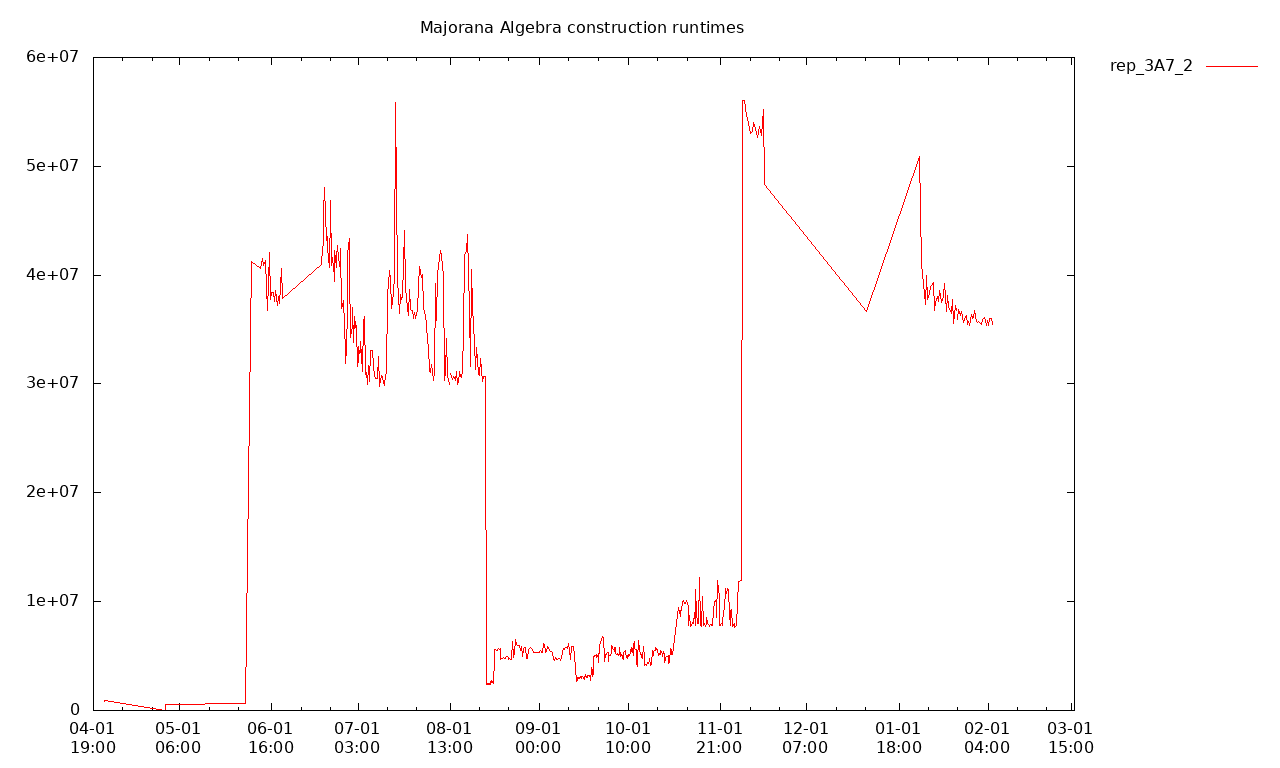 Majorana Algebra construction runtimes
rep_3A7_2
6e+07
5e+07
4e+07
3e+07
2e+07
1e+07
0
04-01 05-01 06-01 07-01 08-01 09-01 10-01 11-01 12-01 01-01 02-01 03-01
19:00 06:00 16:00 03:00 13:00 00:00 10:00 21:00 07:00 18:00 04:00 15:00